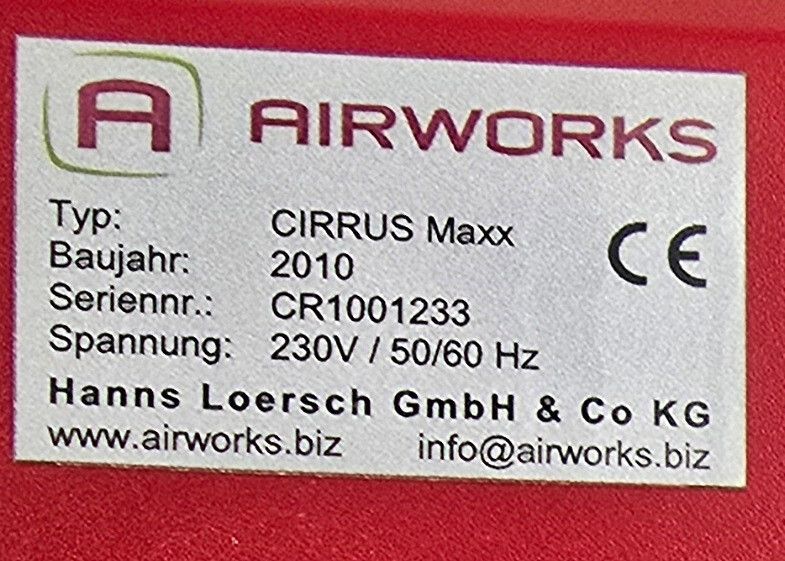 A AIRWORKS
Typ: CIRRUS Maxx
Baujahr: 2010
Seriennr.: CR1001233
Spannung: 230V / 50/60 Hz
CE
Hanns Loersch GmbH & Co KG
www.airworks.biz info@airworks.biz